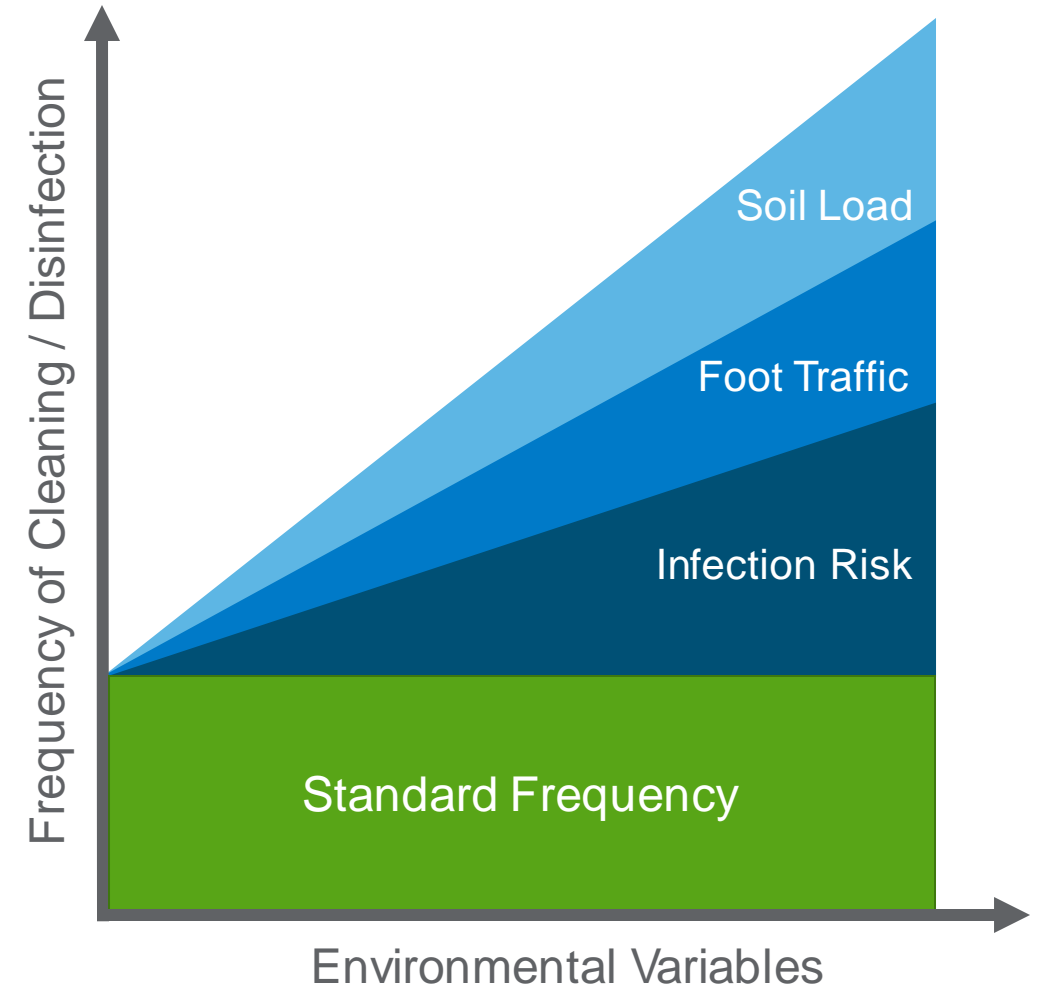 Frequency of Cleaning / Disinfection
Soil Load
Foot Traffic
Infection Risk
Standard Frequency
Environmental Variables